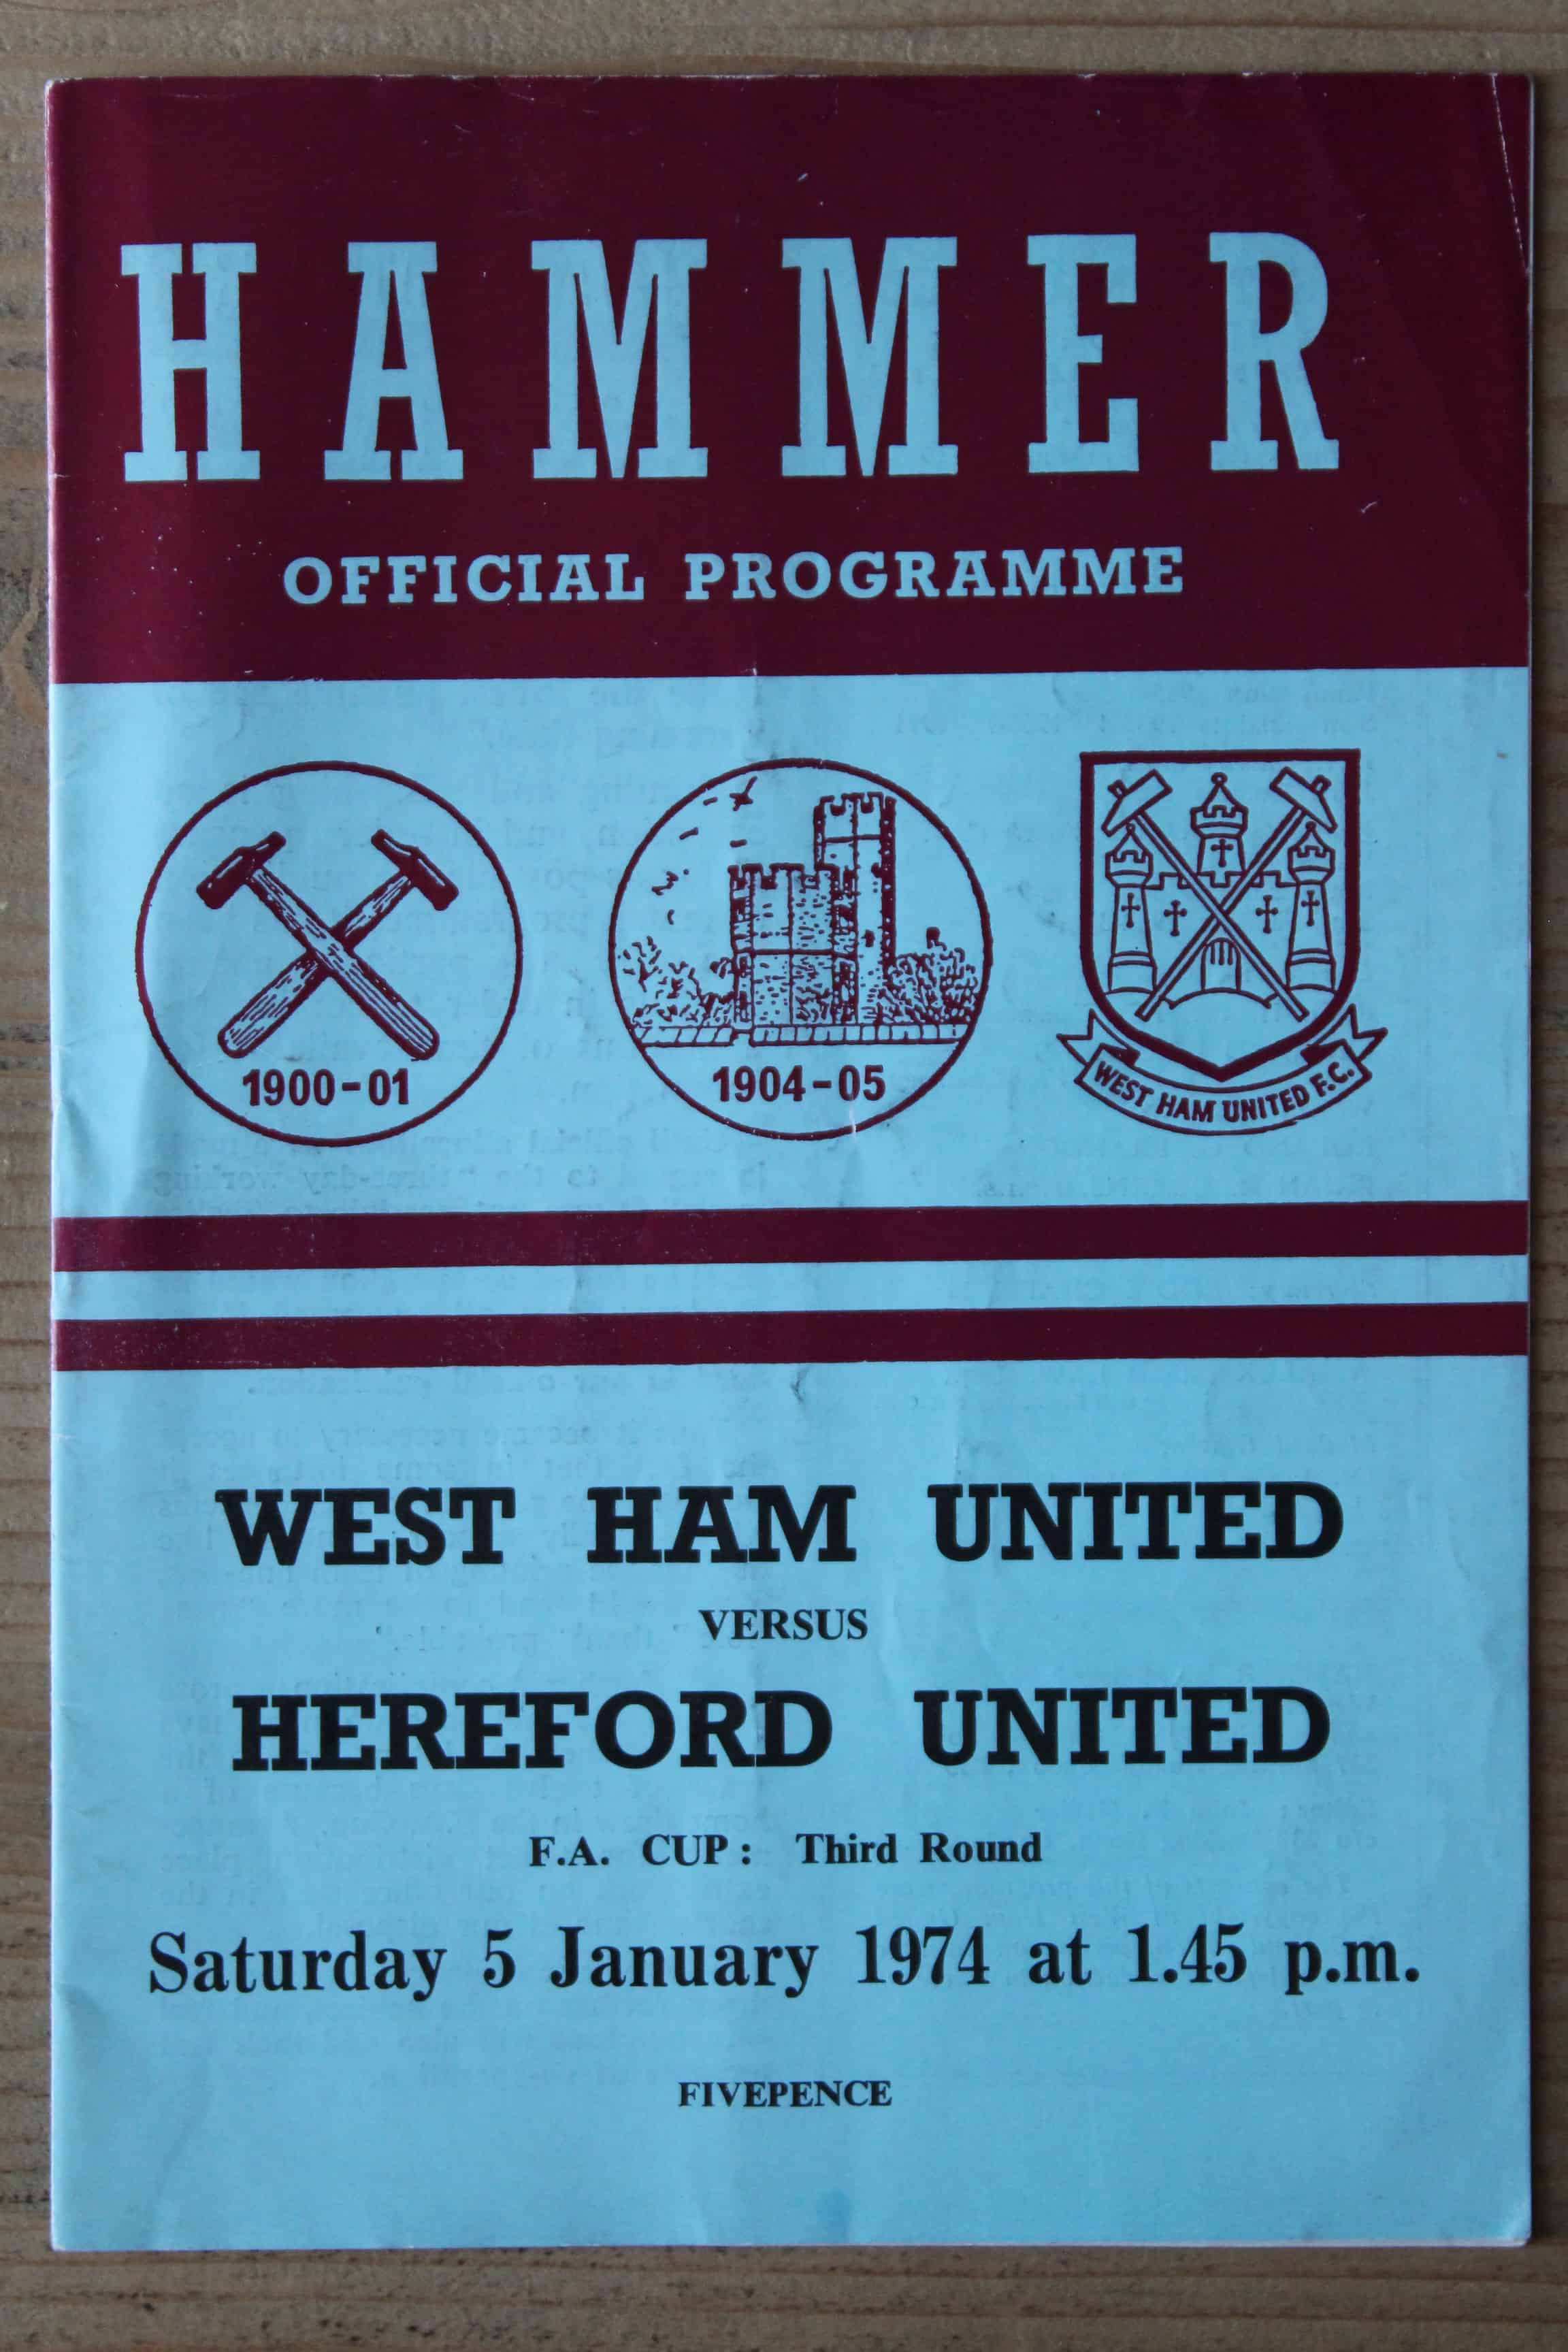 HAMMER
OFFICIAL PROGRAMME
1900-01
1904-05
WEST HAM UNITED F.C.
WEST HAM UNITED
VERSUS
HEREFORD UNITED
F.A. CUP: Third Round
Saturday 5 January 1974 at 1.45 p.m.
FIVEPENCE